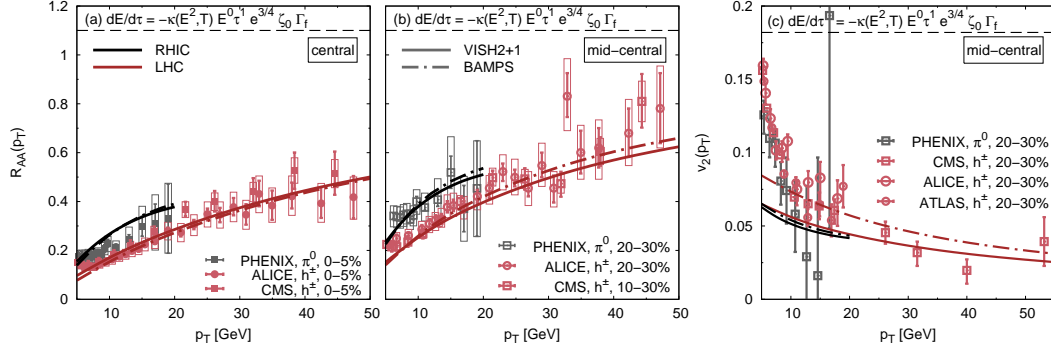 (a) dE/dτ = −κ(E²,T) E⁰τ¹ e³/⁴ ζ₀ Γ_f
central
RHIC
LHC
PHENIX, π⁰, 0–5%
ALICE, h±, 0–5%
CMS, h±, 0–5%
R_AA(p_T)
0
0.2
0.4
0.6
0.8
1
1.2
10
20
30
40
50
p_T [GeV]
(b) dE/dτ = −κ(E²,T) E⁰τ¹ e³/⁴ ζ₀ Γ_f
mid-central
VISH2+1
BAMPS
PHENIX, π⁰, 20–30%
ALICE, h±, 20–30%
CMS, h±, 10–30%
10
20
30
40
50
p_T [GeV]
(c) dE/dτ = −κ(E²,T) E⁰τ¹ e³/⁴ ζ₀ Γ_f
mid-central
PHENIX, π⁰, 20–30%
CMS, h±, 20–30%
ALICE, h±, 20–30%
ATLAS, h±, 20–30%
v₂(p_T)
0
0.05
0.1
0.15
0.2
10
20
30
40
50
p_T [GeV]